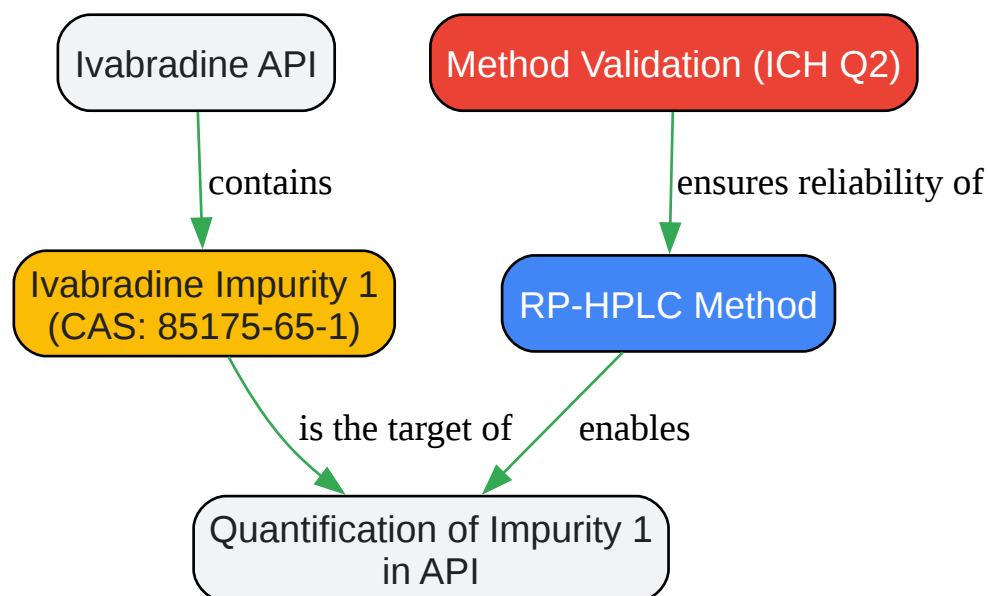 Ivabradine API
Method Validation (ICH Q2)
contains
ensures reliability of
Ivabradine Impurity 1
(CAS: 85175-65-1)
RP-HPLC Method
is the target of
enables
Quantification of Impurity 1
in API